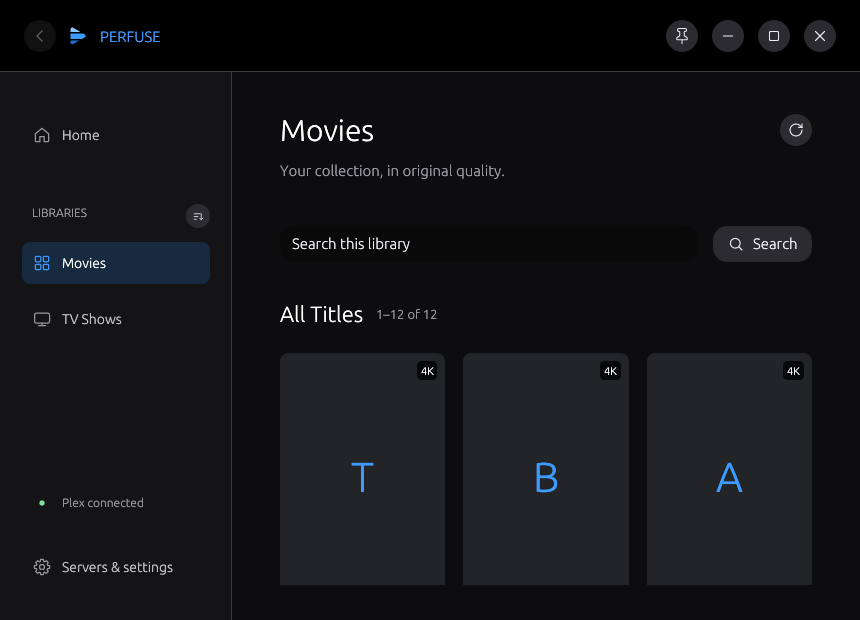 PERFUSE
Home
LIBRARIES
Movies
TV Shows
Plex connected
Servers & settings
Movies
Your collection, in original quality.
Search this library
Search
All Titles 1–12 of 12
4K
T
4K
B
4K
A